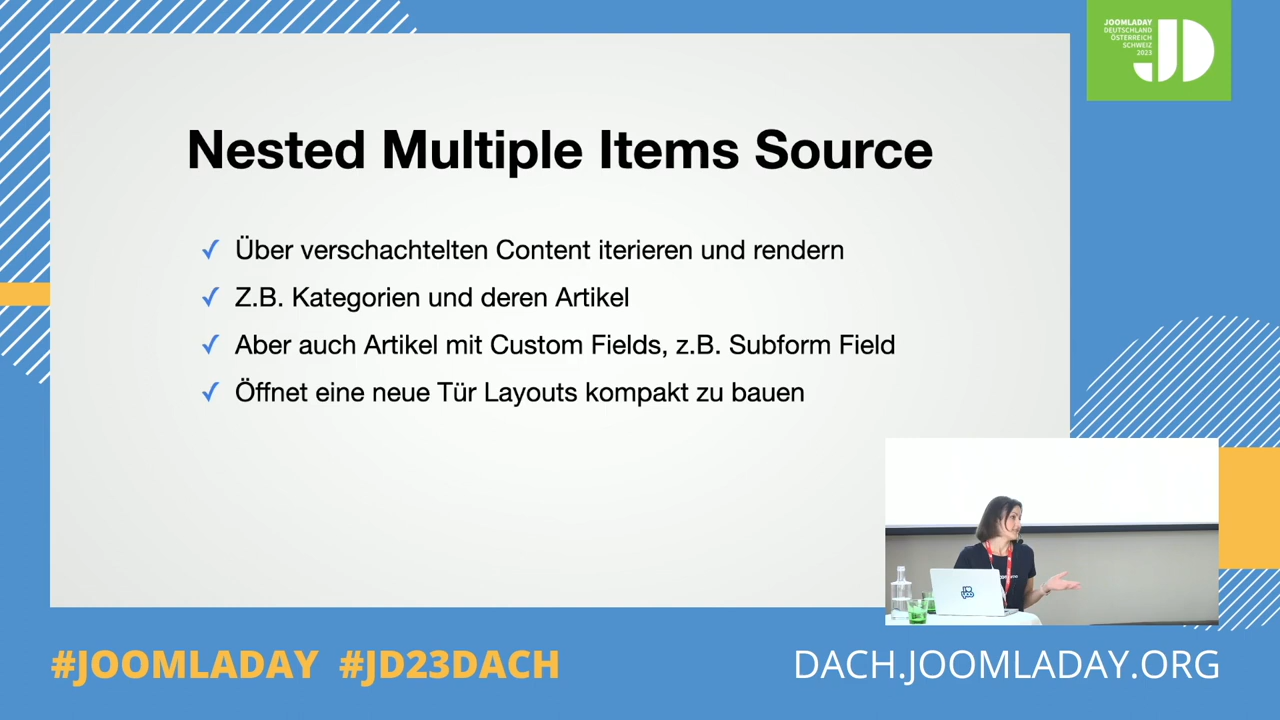 JOOMLADAY
DEUTSCHLAND
ÖSTERREICH
SCHWEIZ
2023
JD
Nested Multiple Items Source
✓ Über verschachtelten Content iterieren und rendern
✓ Z.B. Kategorien und deren Artikel
✓ Aber auch Artikel mit Custom Fields, z.B. Subform Field
✓ Öffnet eine neue Tür Layouts kompakt zu bauen
#JOOMLADAY #JD23DACH
DACH.JOOMLADAY.ORG